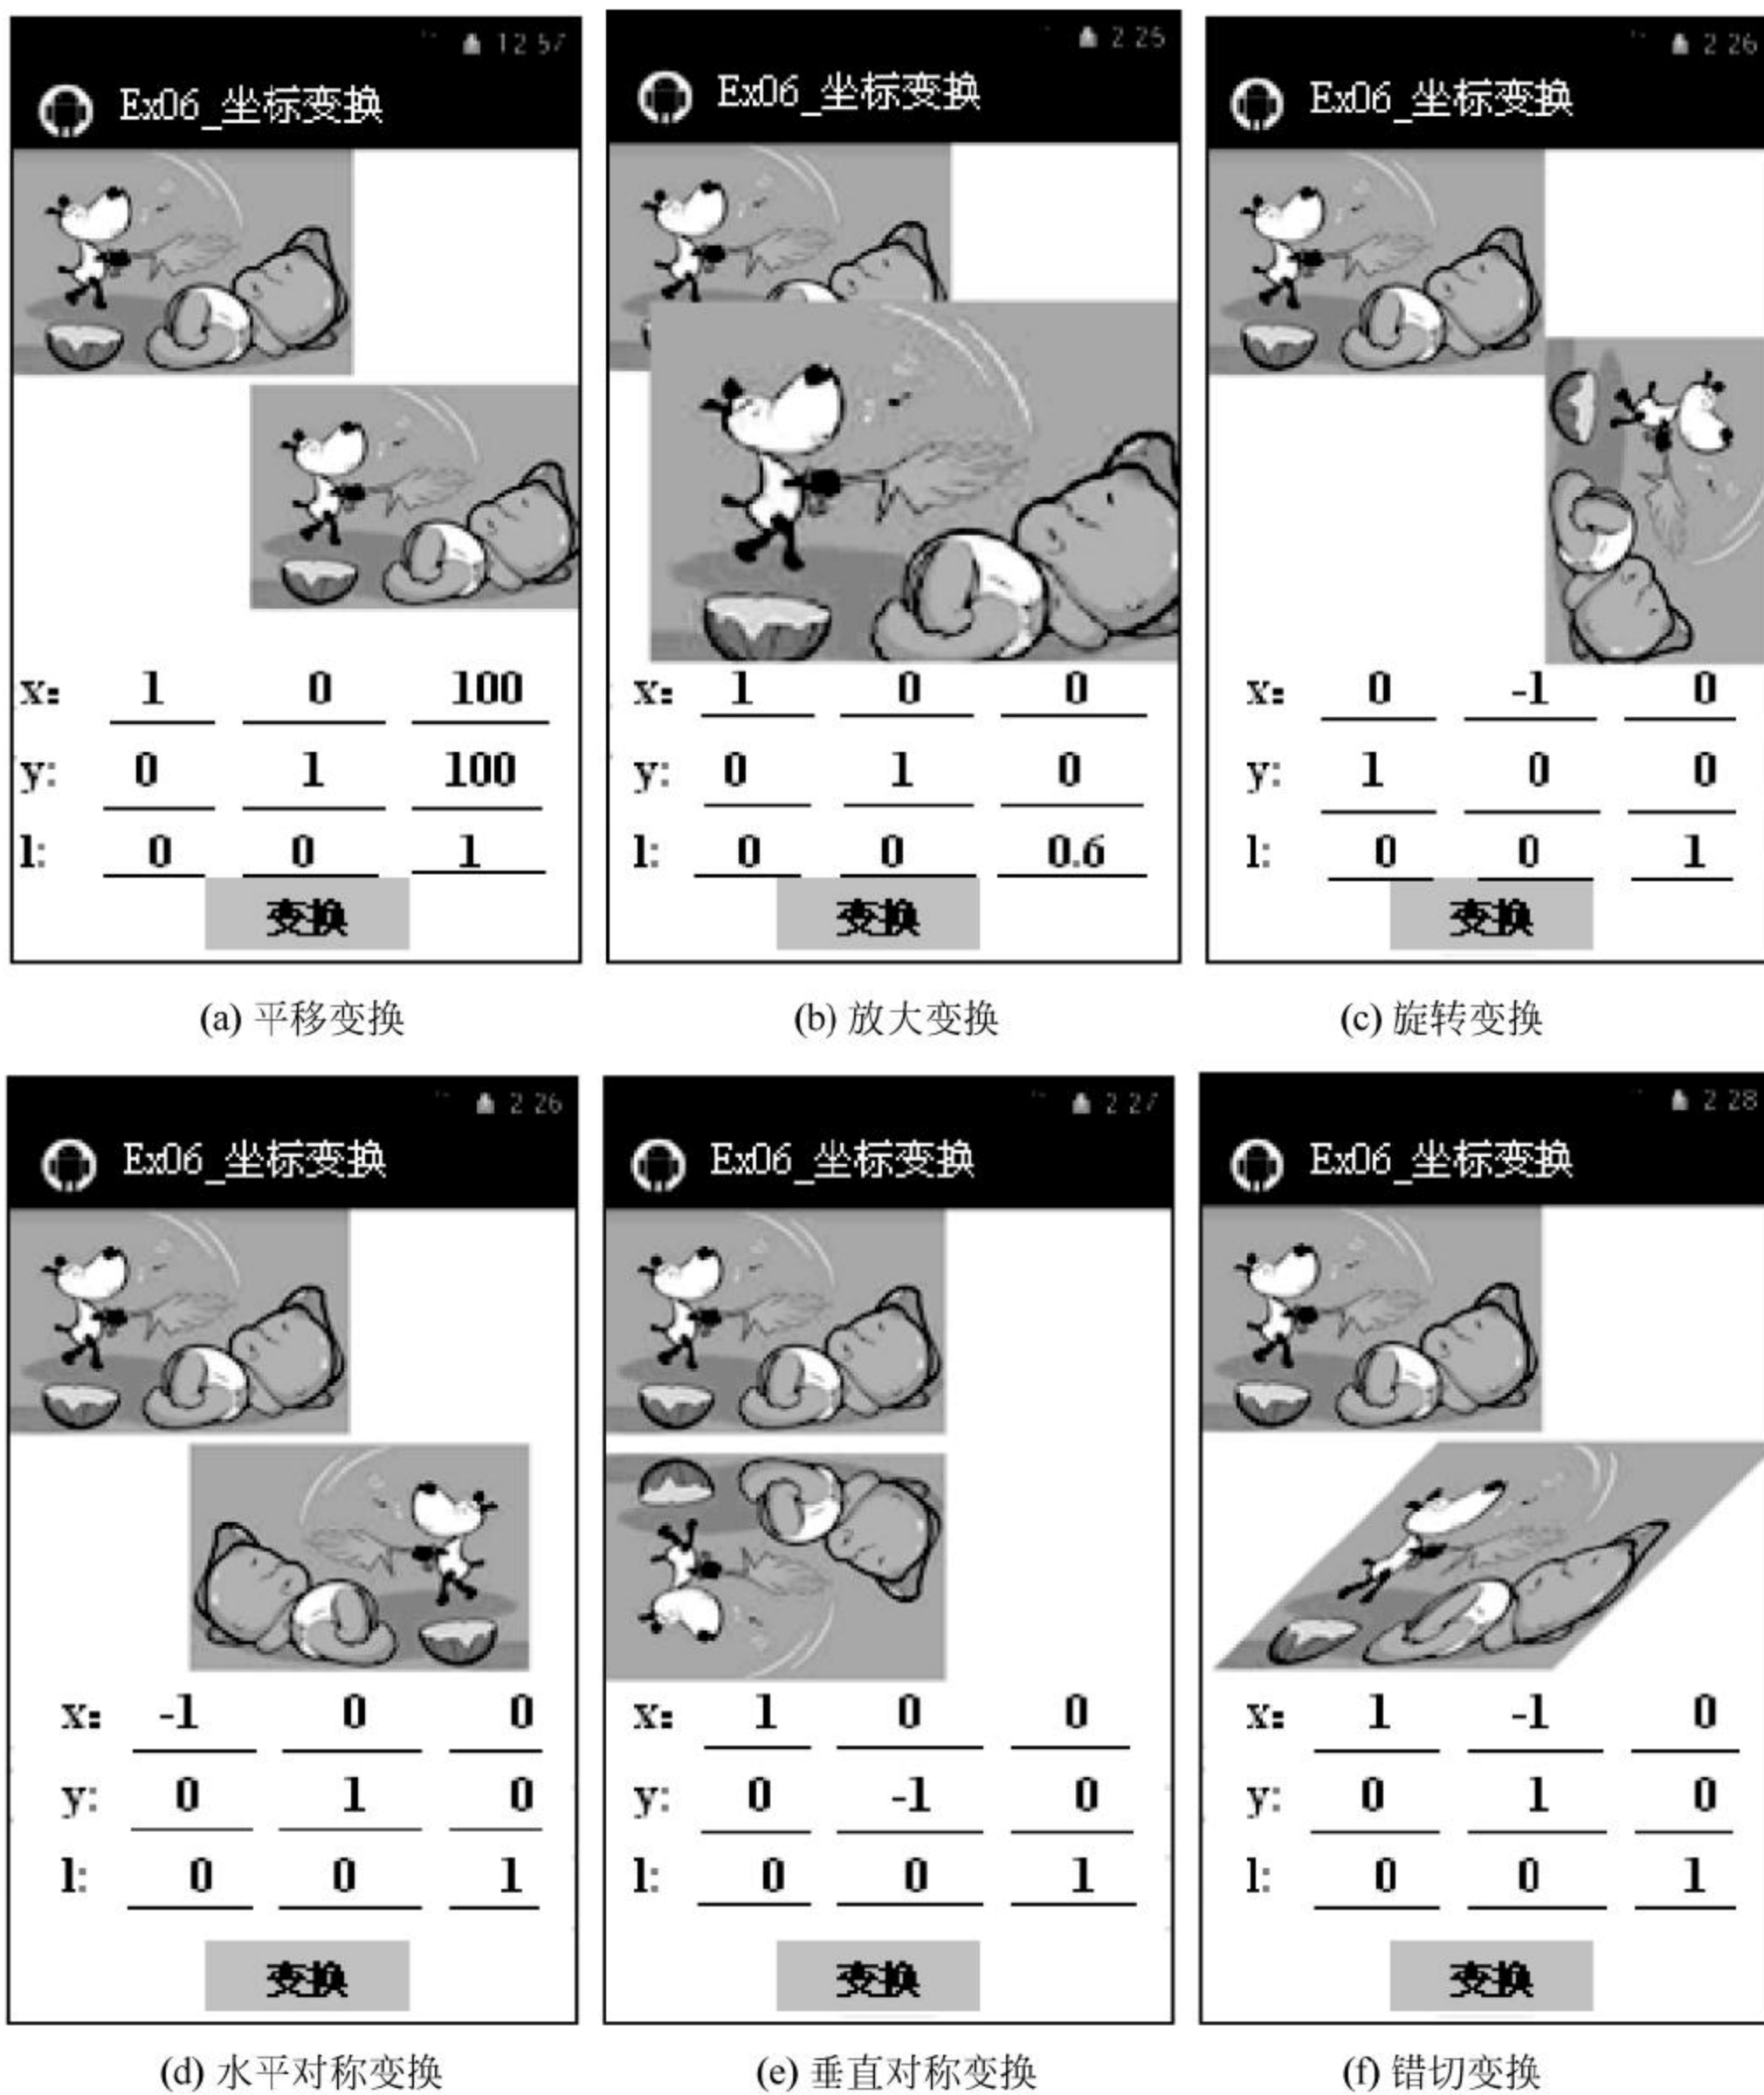 12:57
Ex06_坐标变换
x: 1 0 100
y: 0 1 100
l: 0 0 1
变换
(a) 平移变换
2:25
Ex06_坐标变换
x: 1 0 0
y: 0 1 0
l: 0 0 0.6
变换
(b) 放大变换
2:26
Ex06_坐标变换
x: 0 -1 0
y: 1 0 0
l: 0 0 1
变换
(c) 旋转变换
2:26
Ex06_坐标变换
x: -1 0 0
y: 0 1 0
l: 0 0 1
变换
(d) 水平对称变换
2:27
Ex06_坐标变换
x: 1 0 0
y: 0 -1 0
l: 0 0 1
变换
(e) 垂直对称变换
2:28
Ex06_坐标变换
x: 1 -1 0
y: 0 1 0
l: 0 0 1
变换
(f) 错切变换